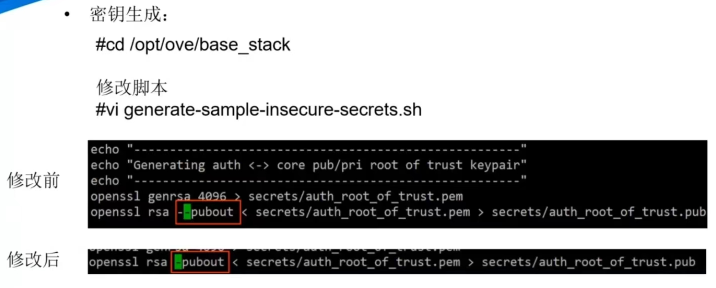 • 密钥生成：
#cd /opt/ove/base_stack
修改脚本
#vi generate-sample-insecure-secrets.sh
修改前
echo "------------------------------------------------------"
echo "Generating auth <-> core pub/pri root of trust keypair"
echo "------------------------------------------------------"
openssl genrsa 4096 > secrets/auth_root_of_trust.pem
openssl rsa --pubout < secrets/auth_root_of_trust.pem > secrets/auth_root_of_trust.pub
修改后
openssl rsa -pubout < secrets/auth_root_of_trust.pem > secrets/auth_root_of_trust.pub